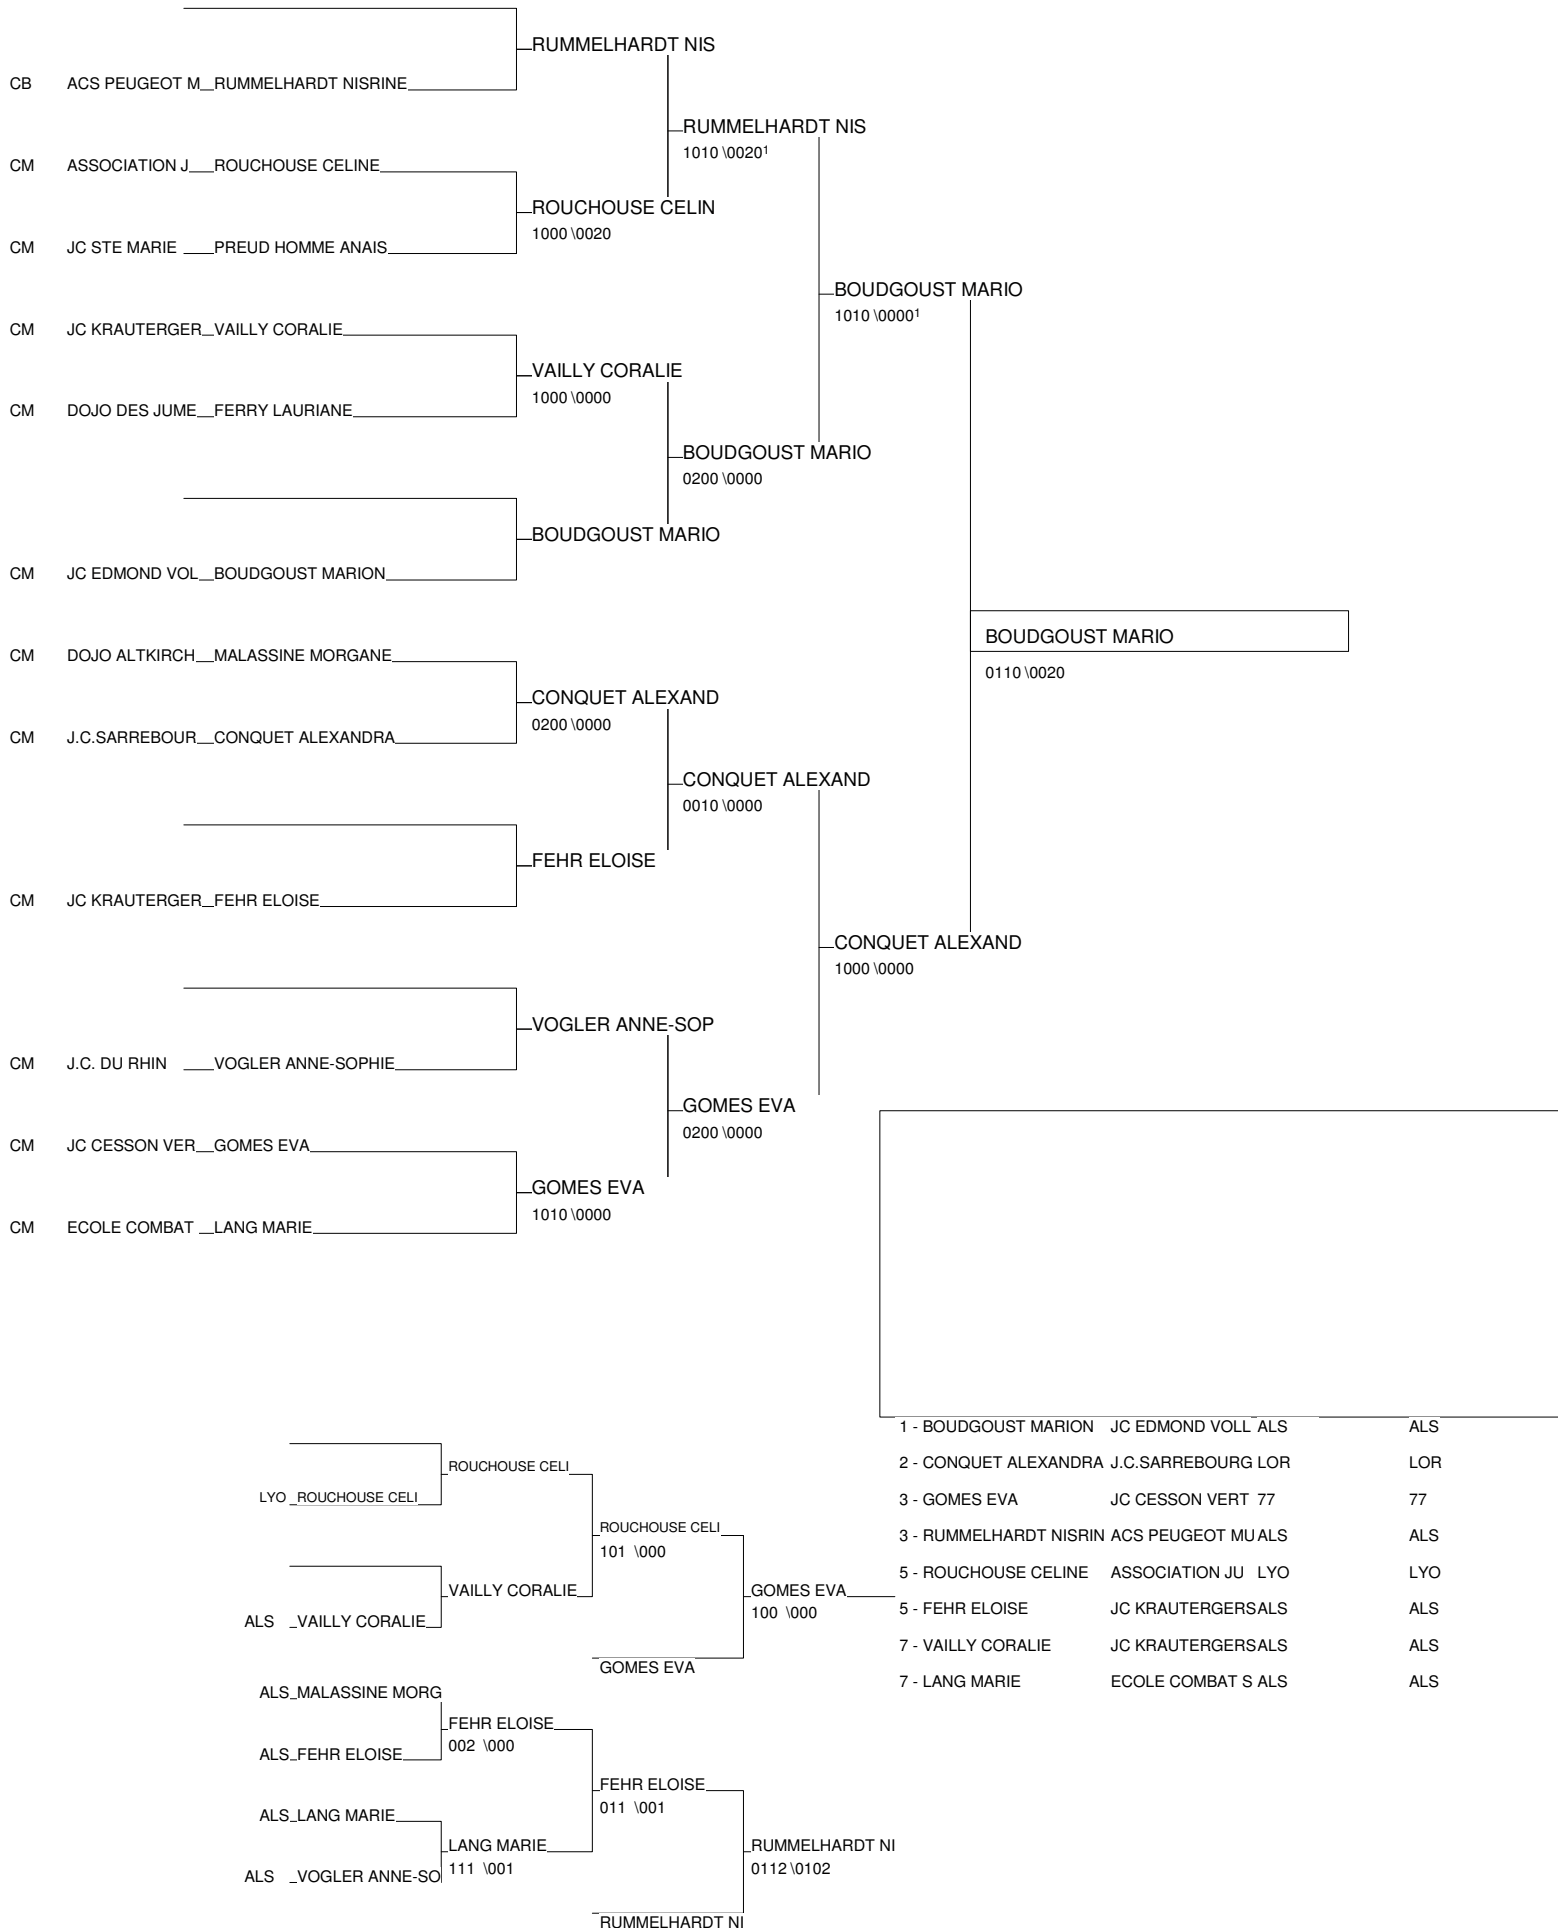 RUMMELHARDT NIS
CB ACS PEUGEOT M RUMMELHARDT NISRINE
RUMMELHARDT NIS
1010 \0020¹
CM ASSOCIATION J ROUCHOUSE CELINE
ROUCHOUSE CELIN
1000 \0020
CM JC STE MARIE PREUD HOMME ANAIS
BOUDGOUST MARIO
1010 \0000¹
CM JC KRAUTERGER VAILLY CORALIE
VAILLY CORALIE
1000 \0000
CM DOJO DES JUME FERRY LAURIANE
BOUDGOUST MARIO
0200 \0000
BOUDGOUST MARIO
CM JC EDMOND VOL BOUDGOUST MARION
BOUDGOUST MARIO
0110 \0020
CM DOJO ALTKIRCH MALASSINE MORGANE
CONQUET ALEXAND
0200 \0000
CM J.C.SARREBOUR CONQUET ALEXANDRA
CONQUET ALEXAND
0010 \0000
FEHR ELOISE
CM JC KRAUTERGER FEHR ELOISE
CONQUET ALEXAND
1000 \0000
VOGLER ANNE-SOP
CM J.C. DU RHIN VOGLER ANNE-SOPHIE
GOMES EVA
0200 \0000
CM JC CESSON VER GOMES EVA
GOMES EVA
1010 \0000
CM ECOLE COMBAT LANG MARIE
1 - BOUDGOUST MARION JC EDMOND VOLL ALS ALS
2 - CONQUET ALEXANDRA J.C.SARREBOURG LOR LOR
3 - GOMES EVA JC CESSON VERT 77 77
3 - RUMMELHARDT NISRIN ACS PEUGEOT MU ALS ALS
5 - ROUCHOUSE CELINE ASSOCIATION JU LYO LYO
5 - FEHR ELOISE JC KRAUTERGERS ALS ALS
7 - VAILLY CORALIE JC KRAUTERGERS ALS ALS
7 - LANG MARIE ECOLE COMBAT S ALS ALS
ROUCHOUSE CELI
LYO ROUCHOUSE CELI
ROUCHOUSE CELI
101 \000
VAILLY CORALIE
GOMES EVA
100 \000
ALS VAILLY CORALIE
GOMES EVA
ALS MALASSINE MORG
FEHR ELOISE
002 \000
ALS FEHR ELOISE
FEHR ELOISE
011 \001
ALS LANG MARIE
LANG MARIE
111 \001
RUMMELHARDT NI
0112 \0102
ALS VOGLER ANNE-SO
RUMMELHARDT NI